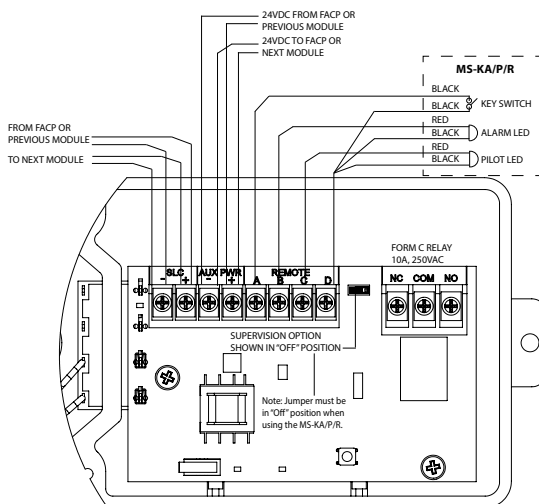 24VDC FROM FACP OR
PREVIOUS MODULE
24VDC TO FACP OR
NEXT MODULE
MS-KA/P/R
BLACK
BLACK
KEY SWITCH
RED
BLACK
ALARM LED
RED
BLACK
PILOT LED
FROM FACP OR
PREVIOUS MODULE
TO NEXT MODULE
FORM C RELAY
10A, 250VAC
SLC AUX PWR REMOTE
- + - + A B C D
NC COM NO
SUPERVISION OPTION
SHOWN IN "OFF" POSITION
Note: Jumper must be
in "Off" position when
using the MS-KA/P/R.